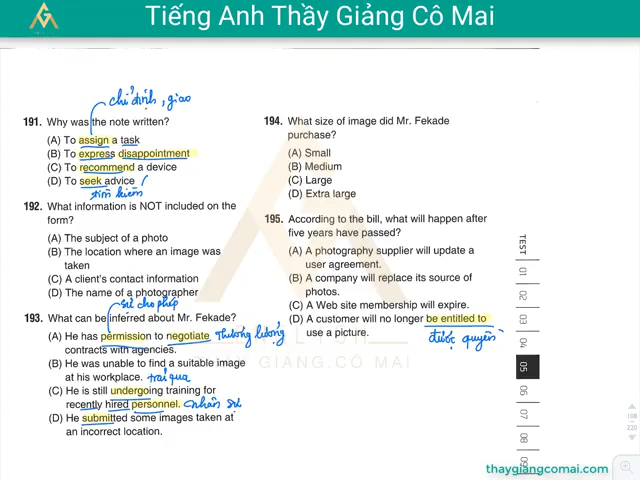 Tiếng Anh Thầy Giảng Cô Mai
chỉ định, giao
191. Why was the note written?
(A) To assign a task
(B) To express disappointment
(C) To recommend a device
(D) To seek advice
tìm kiếm
192. What information is NOT included on the
form?
(A) The subject of a photo
(B) The location where an image was
taken
(C) A client's contact information
(D) The name of a photographer
sự cho phép
193. What can be inferred about Mr. Fekade?
(A) He has permission to negotiate thương lượng
contracts with agencies.
(B) He was unable to find a suitable image
at his workplace. trải qua
(C) He is still undergoing training for
recently hired personnel. nhân sự
(D) He submitted some images taken at
an incorrect location.
194. What size of image did Mr. Fekade
purchase?
(A) Small
(B) Medium
(C) Large
(D) Extra large
195. According to the bill, what will happen after
five years have passed?
(A) A photography supplier will update a
user agreement.
(B) A company will replace its source of
photos.
(C) A Web site membership will expire.
(D) A customer will no longer be entitled to
use a picture.
được quyền
GIẢNG CÔ MAI
TEST
01
02
03
04
05
06
07
08
09
108
220
thaygiangcomai.com